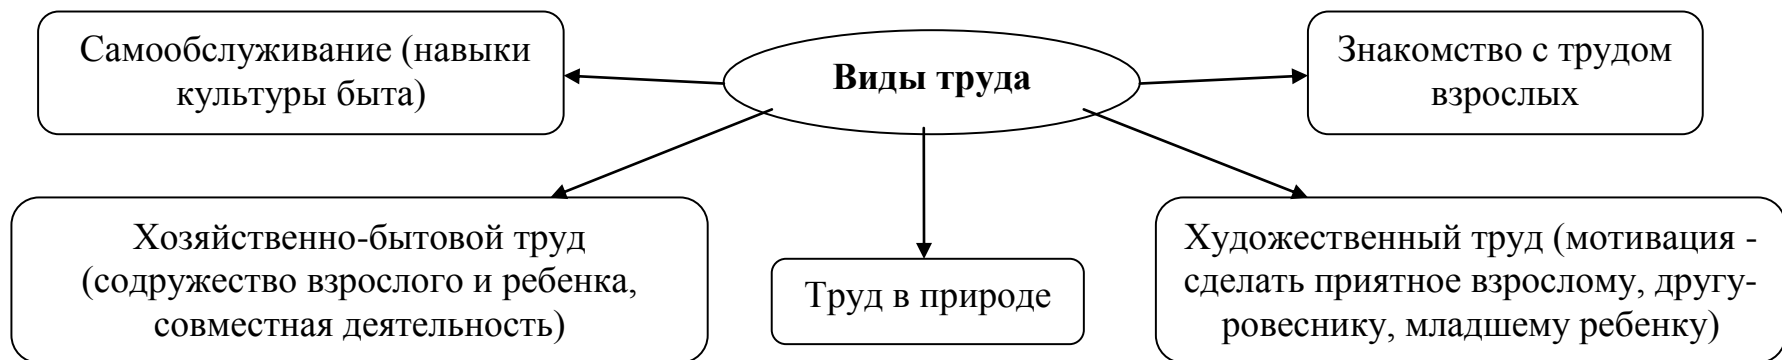 Самообслуживание (навыки
культуры быта)
Виды труда
Знакомство с трудом
взрослых
Хозяйственно-бытовой труд
(содружество взрослого и ребенка,
совместная деятельность)
Труд в природе
Художественный труд (мотивация -
сделать приятное взрослому, другу-
ровеснику, младшему ребенку)